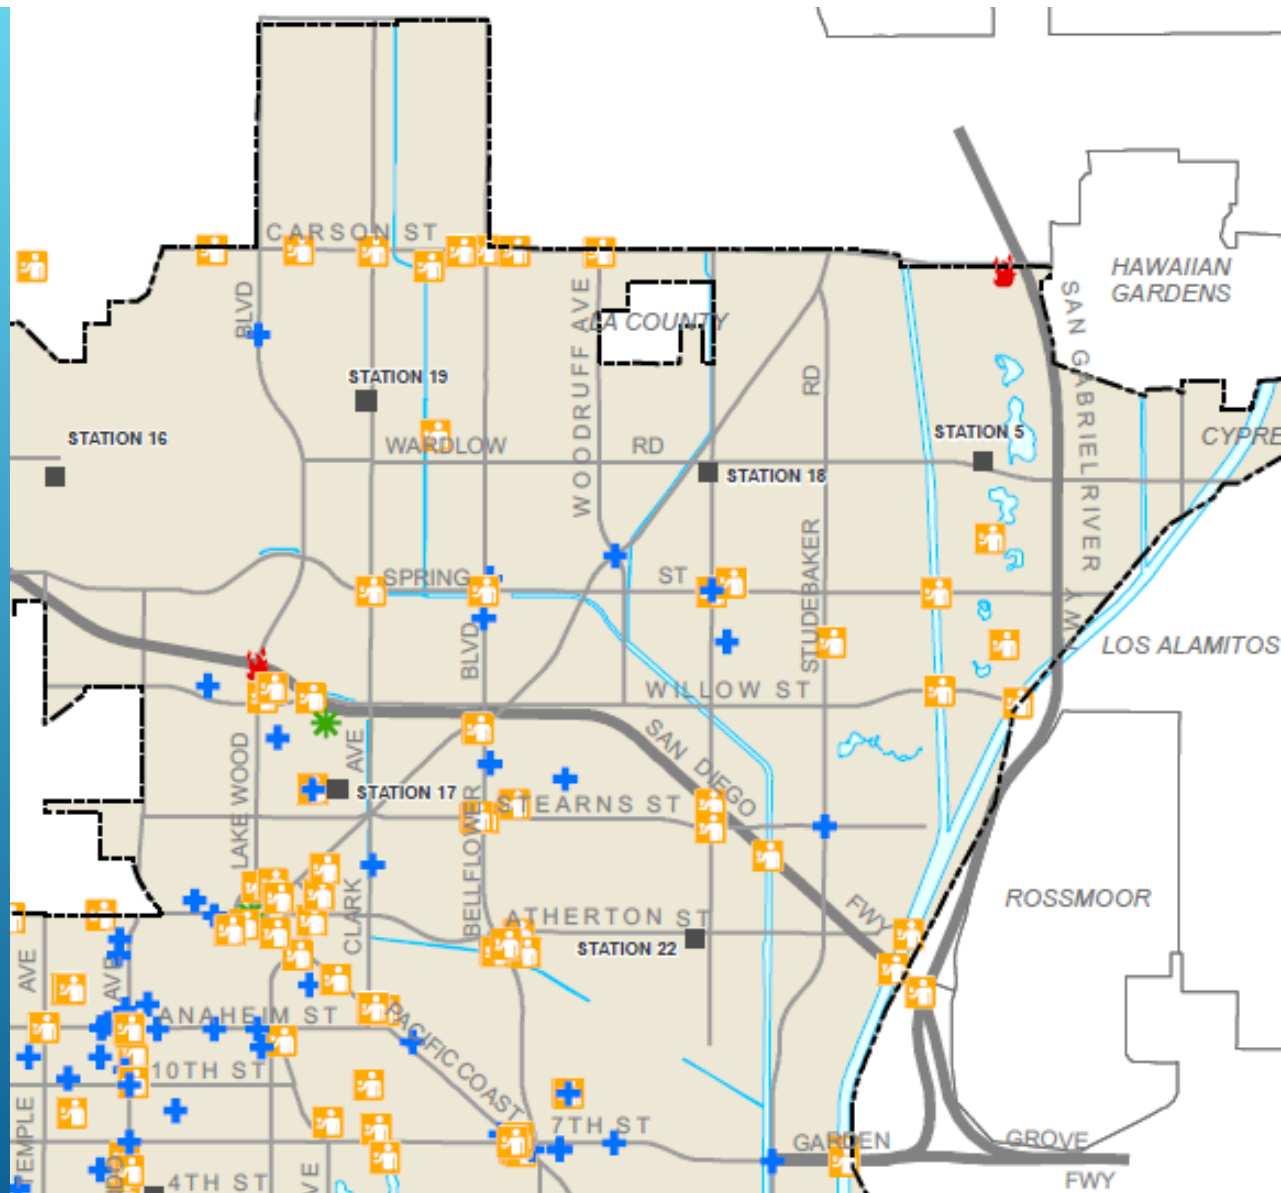 CARSON ST
HAWAIIAN
GARDENS
BLVD
LA COUNTY
WOODRUFF AVE
SAN GABRIEL RIVER
FWY
RD
STATION 19
STATION 16
STATION 5
CYPRE
WARDLOW
RD
STATION 18
SPRING
ST
STUDEBAKER
BLVD
LOS ALAMITOS
WILLOW ST
SAN DIEGO
LAKEWOOD
AVE
STATION 17
STEARNS ST
BELLFLOWER
CLARK
ROSSMOOR
ATHERTON ST
FWY
STATION 22
AVE
AVE
ANAHEIM ST
PACIFIC COAST
10TH ST
TEMPLE
7TH ST
GARDEN
GROVE
FWY
4TH ST